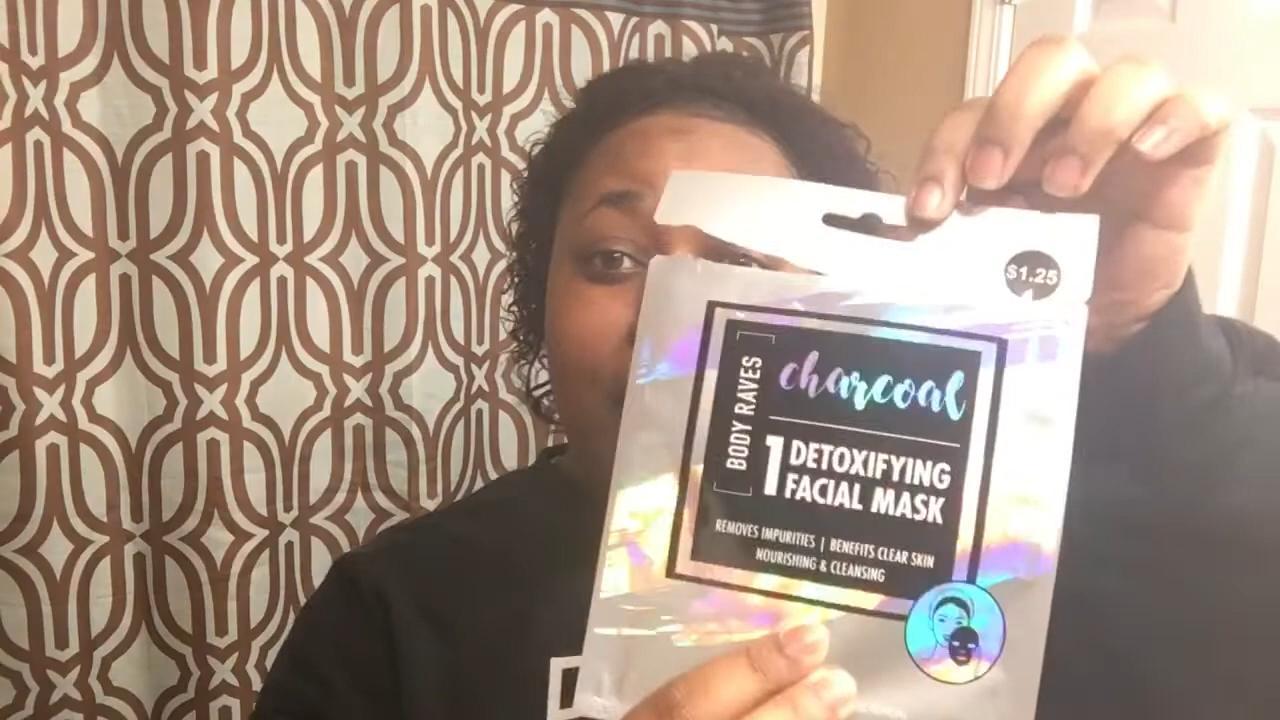 $1.25
BODY RAVES
charcoal
1 DETOXIFYING
FACIAL MASK
REMOVES IMPURITIES | BENEFITS CLEAR SKIN
NOURISHING & CLEANSING